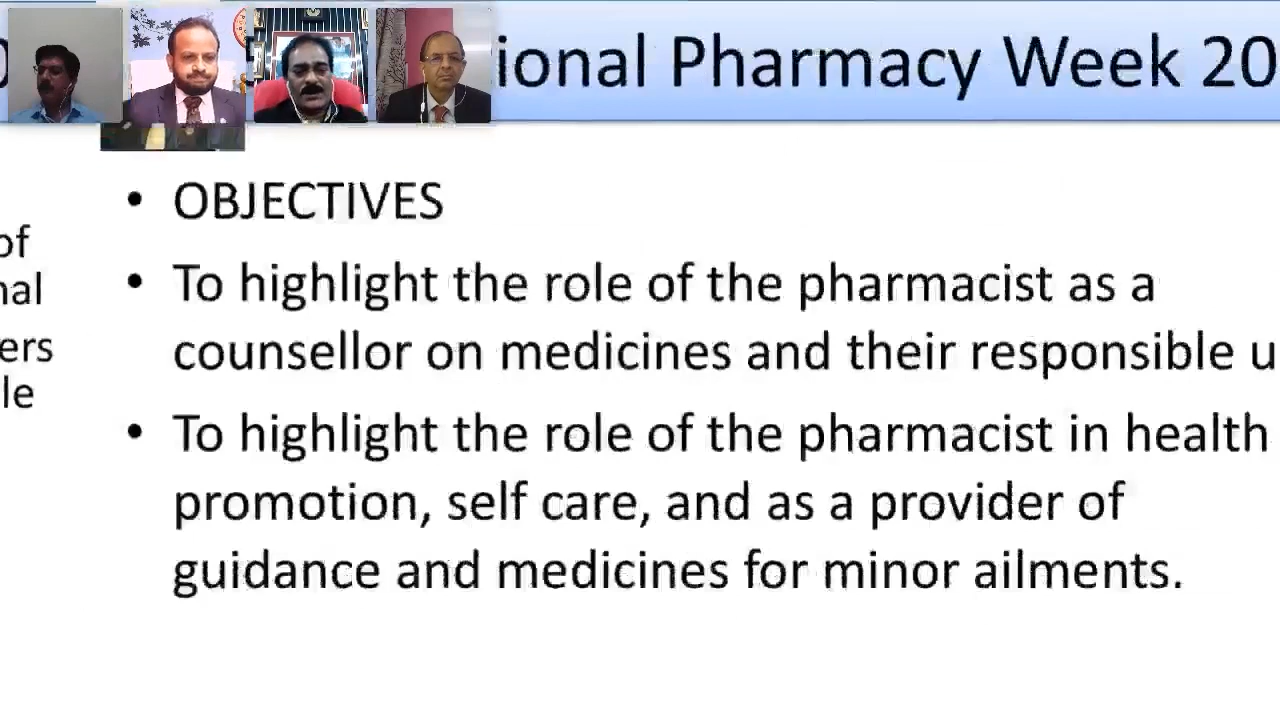 ional Pharmacy Week 20
• OBJECTIVES
of
• To highlight the role of the pharmacist as a
nal
counsellor on medicines and their responsible u
ers
le
• To highlight the role of the pharmacist in health
promotion, self care, and as a provider of
guidance and medicines for minor ailments.